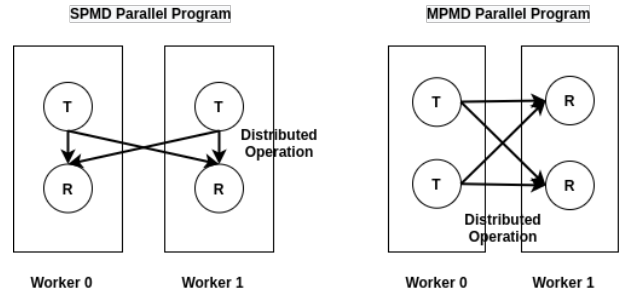 SPMD Parallel Program
MPMD Parallel Program
T
T
Distributed
Operation
R
R
Worker 0
Worker 1
T
R
T
R
Distributed
Operation
Worker 0
Worker 1